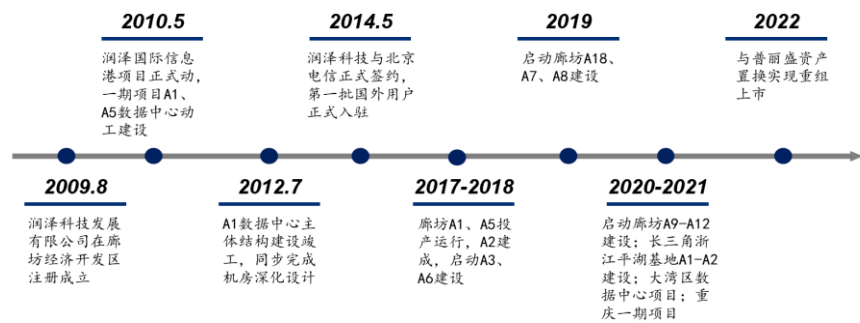 2010.5
润泽国际信息
港项目正式动，
一期项目A1、
A5数据中心动
工建设
2014.5
润泽科技与北京
电信正式签约，
第一批国外用户
正式入驻
2019
启动廊坊A18、
A7、A8建设
2022
与普丽盛资产
置换实现重组
上市
2009.8
润泽科技发展
有限公司在廊
坊经济开发区
注册成立
2012.7
A1数据中心主
体结构建设竣
工，同步完成
机房深化设计
2017-2018
廊坊A1、A5投
产运行，A2建
成，启动A3、
A6建设
2020-2021
启动廊坊A9-A12
建设；长三角浙
江平湖基地A1-A2
建设；大湾区数
据中心项目；重
庆一期项目